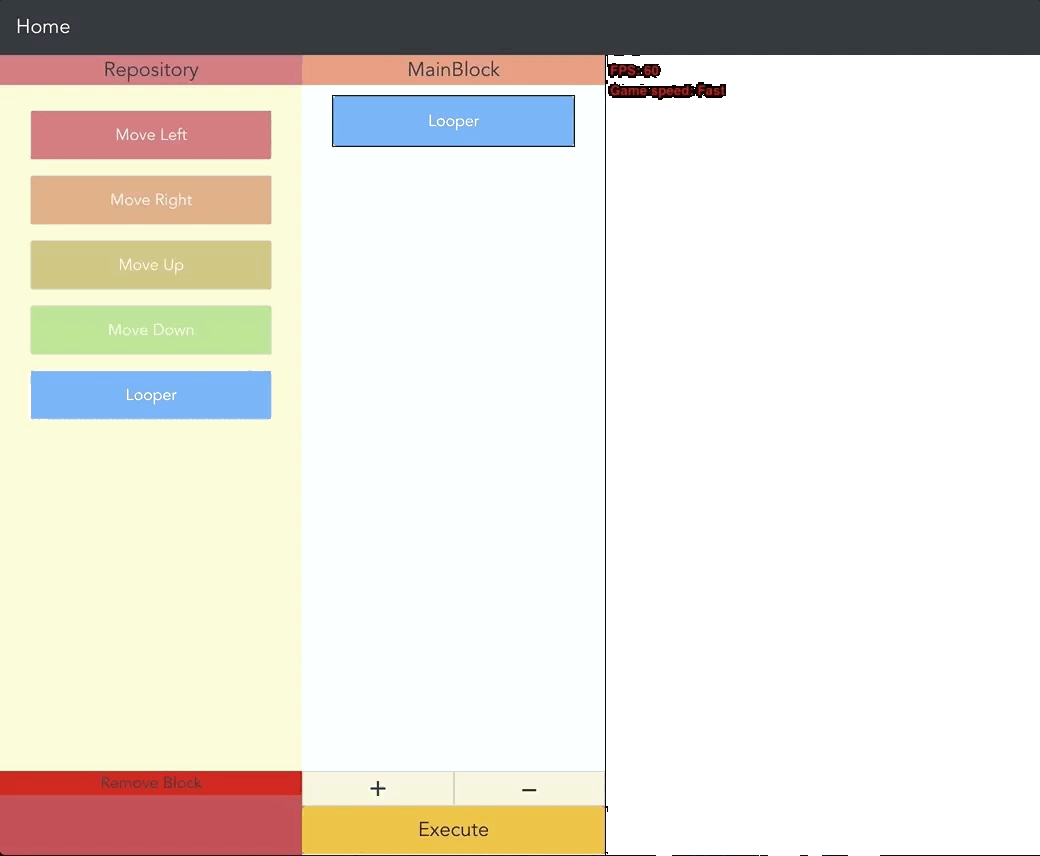 Home
Repository
MainBlock
FPS: 60
Game speed: Fast
Move Left
Looper
Move Right
Move Up
Move Down
Looper
Remove Block
+
−
Execute